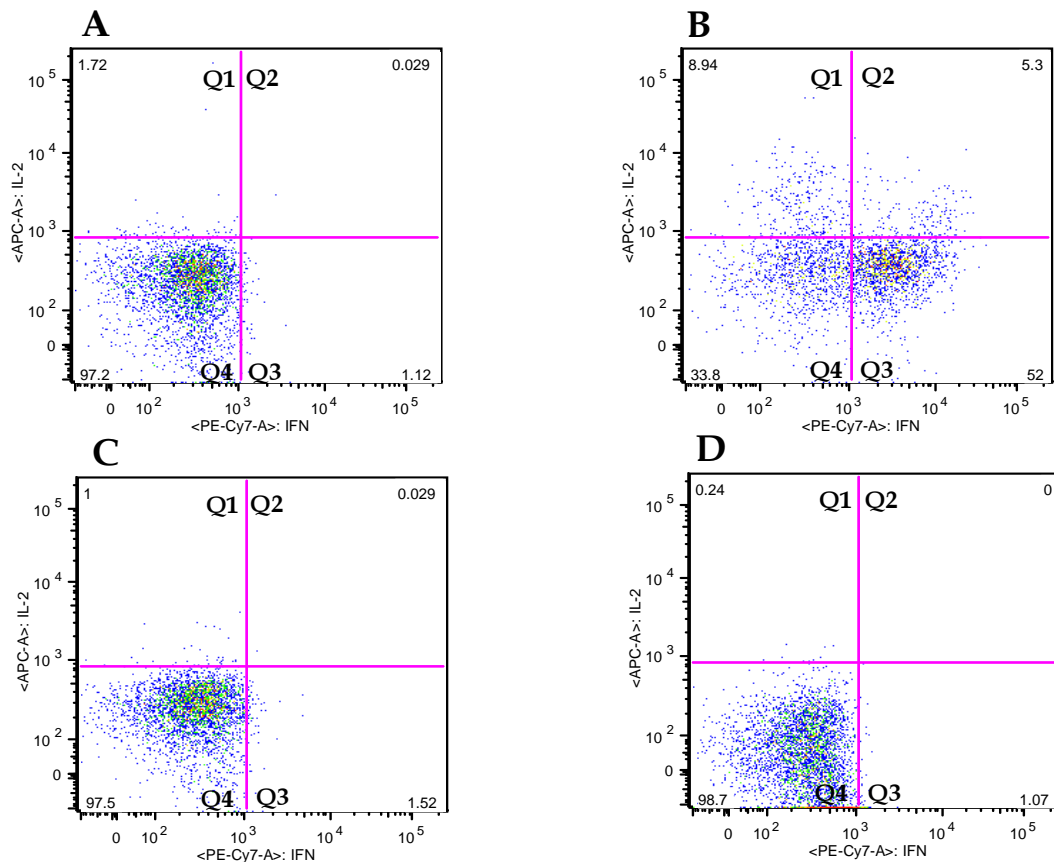 A
1.72 0.029
Q1 Q2
10^5
10^4
10^3
10^2
0
<APC-A>: IL-2
Q4 Q3
97.2 1.12
0 10^2 10^3 10^4 10^5
<PE-Cy7-A>: IFN
B
8.94 5.3
Q1 Q2
10^5
10^4
10^3
10^2
0
<APC-A>: IL-2
Q4 Q3
33.8 52
0 10^2 10^3 10^4 10^5
<PE-Cy7-A>: IFN
C
1 0.029
Q1 Q2
10^5
10^4
10^3
10^2
0
<APC-A>: IL-2
Q4 Q3
97.5 1.52
0 10^2 10^3 10^4 10^5
<PE-Cy7-A>: IFN
D
0.24 0
Q1 Q2
10^5
10^4
10^3
10^2
0
<APC-A>: IL-2
Q4 Q3
98.7 1.07
0 10^2 10^3 10^4 10^5
<PE-Cy7-A>: IFN